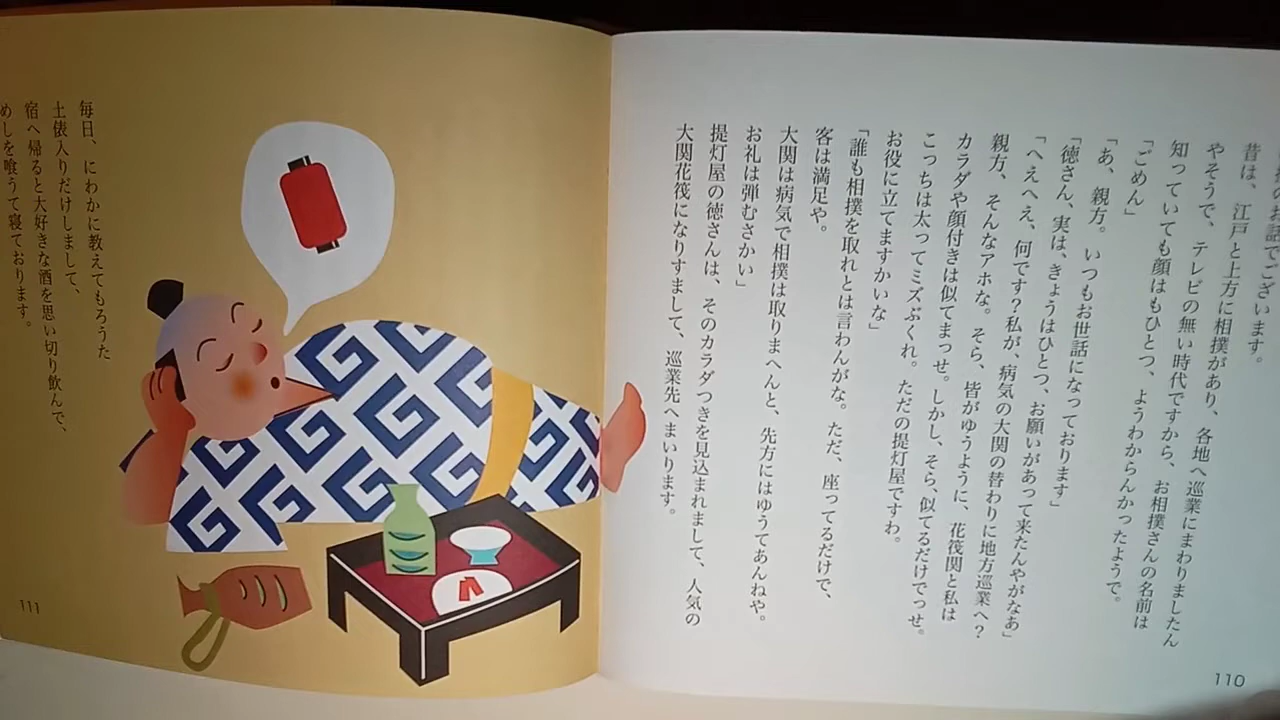 のお話でございます。
昔は、江戸と上方に相撲があり、各地へ巡業にまわりましたん
やそうで、テレビの無い時代ですから、お相撲さんの名前は
知っていても顔はもひとつ、ようわからんかったようで。
「ごめん」
「あ、親方。いつもお世話になっております」
「徳さん、実は、きょうはひとつ、お願いがあって来たんやがなあ」
「へえへえ、何です?私が、病気の大関の替わりに地方巡業へ?
親方、そんなアホな。そら、皆がゆうように、花筏関と私は
カラダや顔付きは似てまっせ。しかし、そら、似てるだけでっせ。
こっちは太ってミズぶくれ。ただの提灯屋ですわ。
お役に立てますかいな」
「誰も相撲を取れとは言わんがな。ただ、座ってるだけで、
客は満足や。
大関は病気で相撲は取りまへんと、先方にはゆうてあんねや。
お礼は弾むさかい」
提灯屋の徳さんは、そのカラダつきを見込まれまして、人気の
大関花筏になりすまして、巡業先へまいります。
110
毎日、にわかに教えてもろうた
土俵入りだけしまして、
宿へ帰ると大好きな酒を思い切り飲んで、
めしを喰うて寝ております。
111